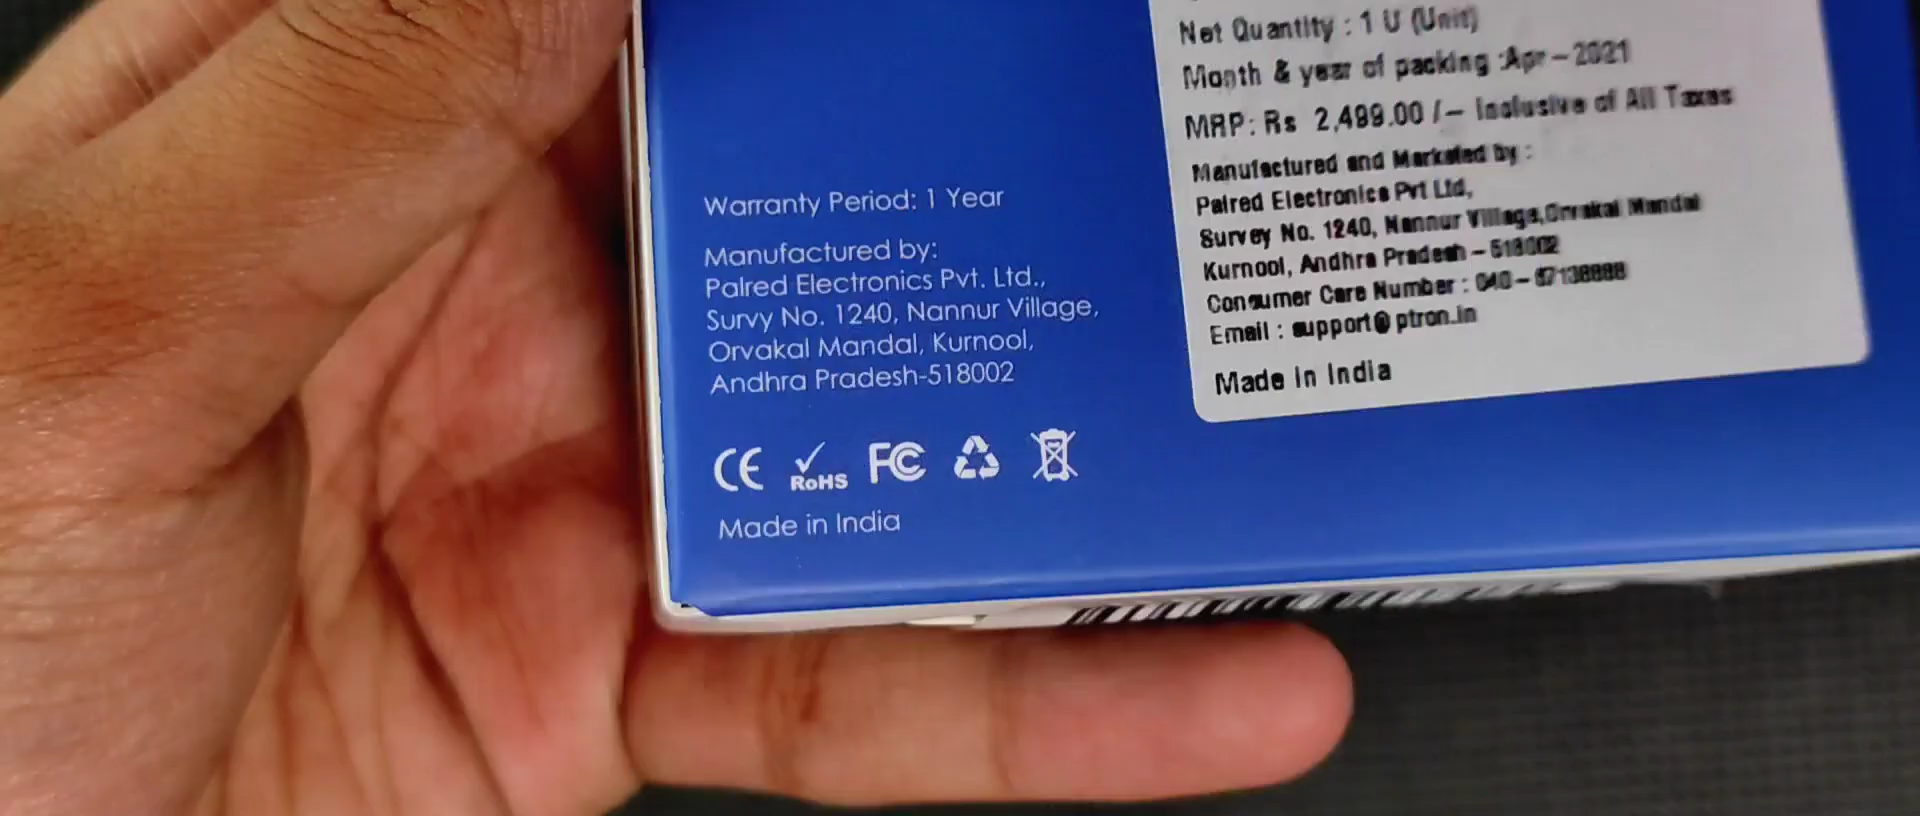 Warranty Period: 1 Year
Manufactured by:
Palred Electronics Pvt. Ltd.,
Survy No. 1240, Nannur Village,
Orvakal Mandal, Kurnool,
Andhra Pradesh-518002
CE RoHS FC
Made in India
Net Quantity : 1 U (Unit)
Month & year of packing :Apr-2021
MRP: Rs 2,499.00 /- Inclusive of All Taxes
Manufactured and Marketed by :
Palred Electronics Pvt Ltd,
Survey No. 1240, Nannur Village,Orvakal Mandal
Kurnool, Andhra Pradesh - 518002
Consumer Care Number : 040-67138888
Email : support@ptron.in
Made in India